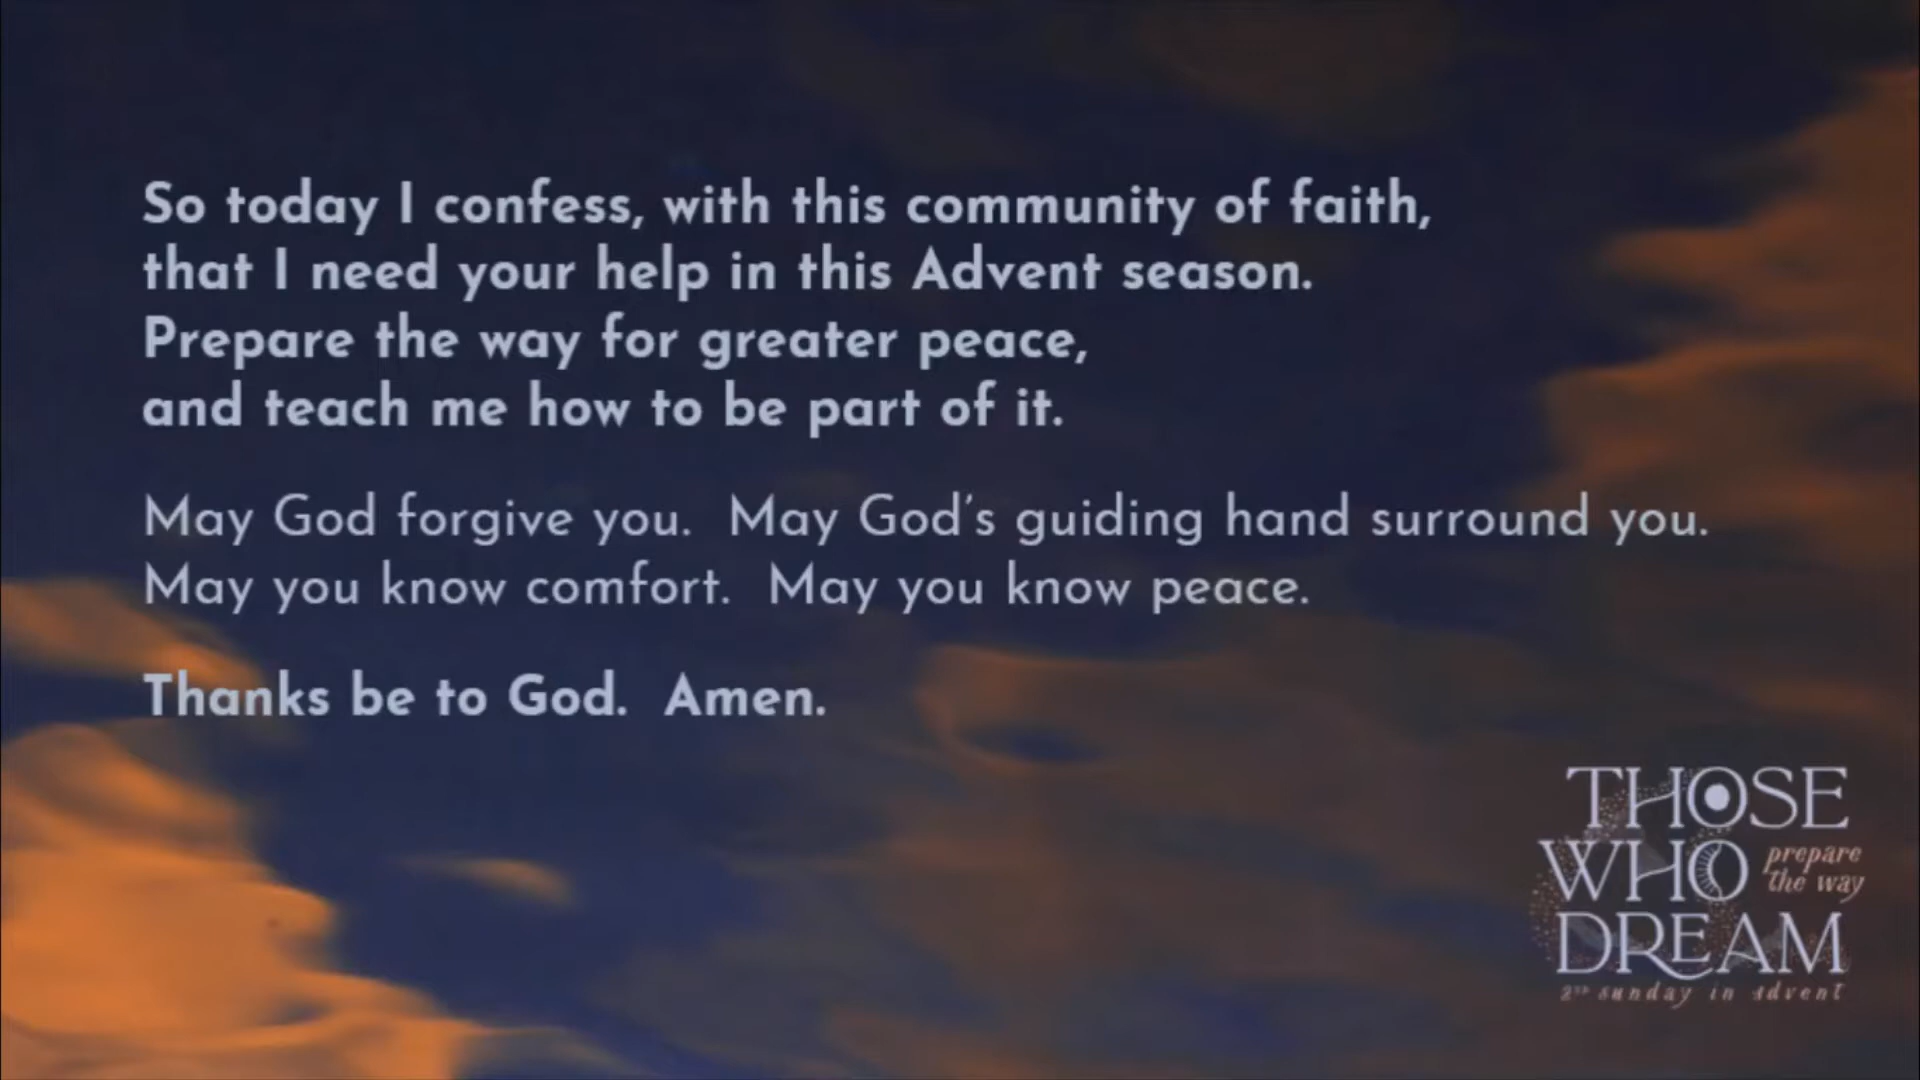 So today I confess, with this community of faith,
that I need your help in this Advent season.
Prepare the way for greater peace,
and teach me how to be part of it.
May God forgive you.  May God's guiding hand surround you.
May you know comfort.  May you know peace.
Thanks be to God.  Amen.
THOSE
WHO prepare the way
DREAM
2ND sunday in advent